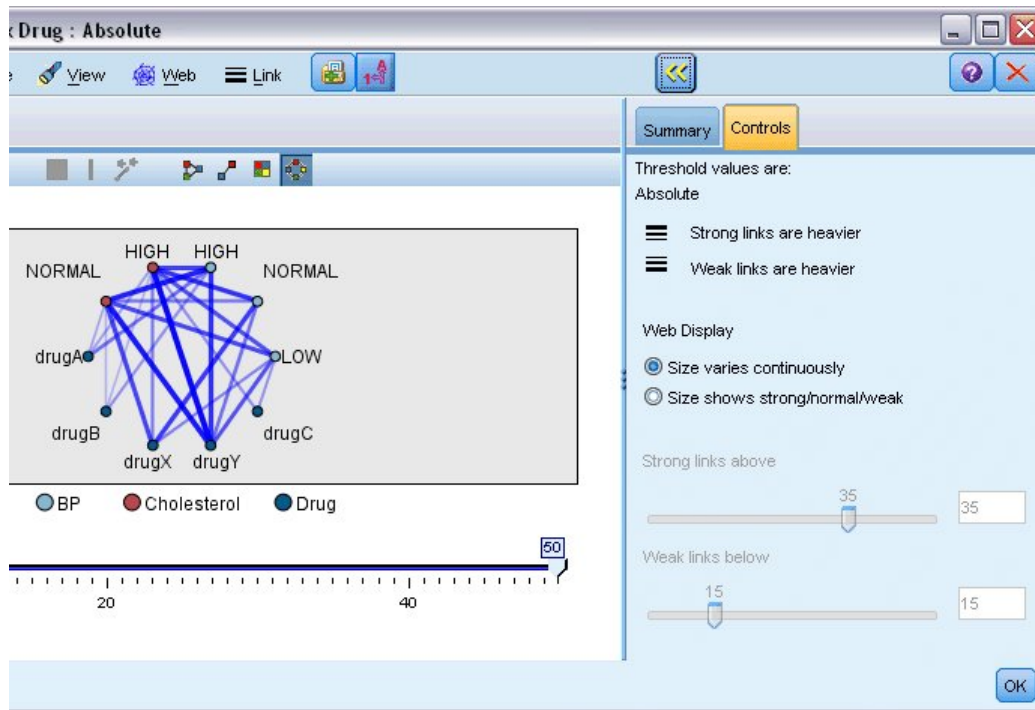 x Drug : Absolute
e View Web Link
Summary Controls
Threshold values are:
Absolute
Strong links are heavier
Weak links are heavier
Web Display
Size varies continuously
Size shows strong/normal/weak
Strong links above
35
35
Weak links below
15
15
OK
HIGH HIGH
NORMAL NORMAL
drugA LOW
drugB drugC
drugX drugY
BP Cholesterol Drug
50
20 40